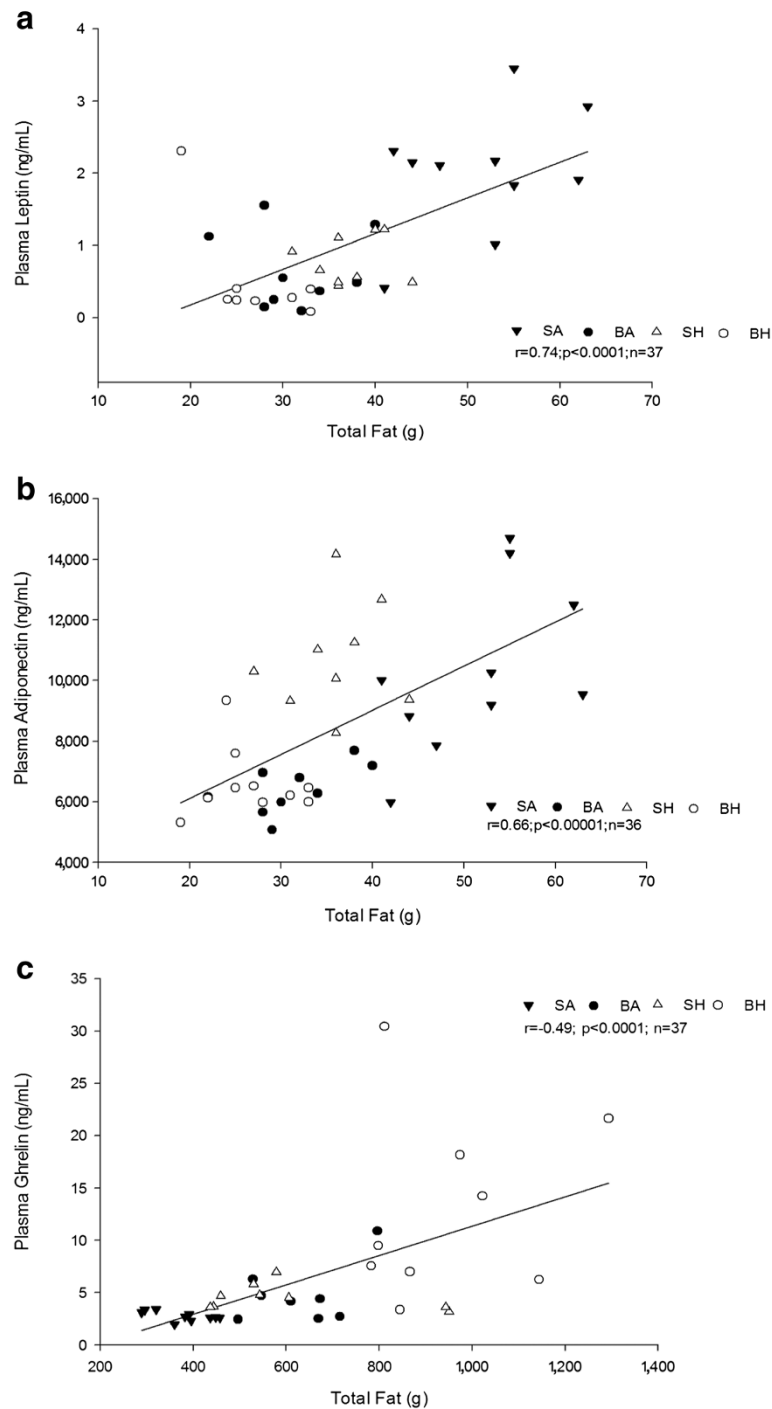 a
4
3
2
1
0
Plasma Leptin (ng/mL)
SA BA SH BH
r=0.74;p<0.0001;n=37
10 20 30 40 50 60 70
Total Fat (g)
b
16,000
14,000
12,000
10,000
8,000
6,000
4,000
Plasma Adiponectin (ng/mL)
SA BA SH BH
r=0.66;p<0.00001;n=36
10 20 30 40 50 60 70
Total Fat (g)
c
35
30
25
20
15
10
5
0
Plasma Ghrelin (ng/mL)
SA BA SH BH
r=-0.49; p<0.0001; n=37
200 400 600 800 1,000 1,200 1,400
Total Fat (g)